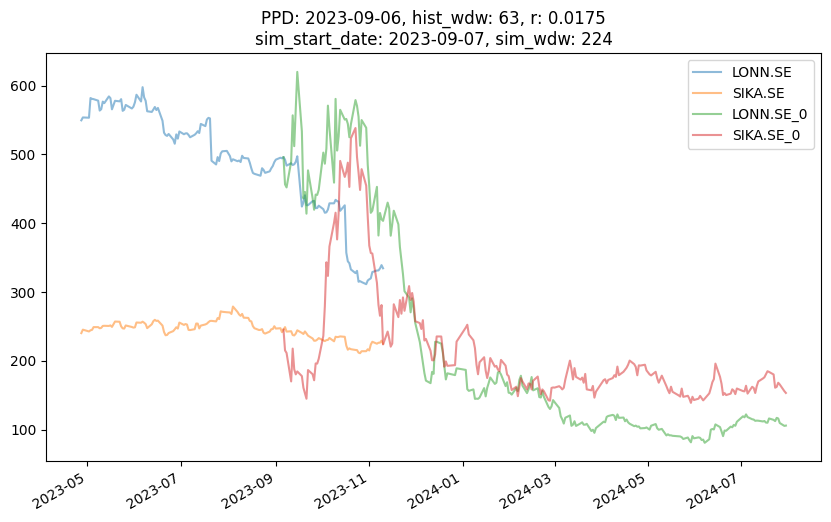 PPD: 2023-09-06, hist_wdw: 63, r: 0.0175
sim_start_date: 2023-09-07, sim_wdw: 224
LONN.SE
SIKA.SE
LONN.SE_0
SIKA.SE_0
600
500
400
300
200
100
2023-05
2023-07
2023-09
2023-11
2024-01
2024-03
2024-05
2024-07